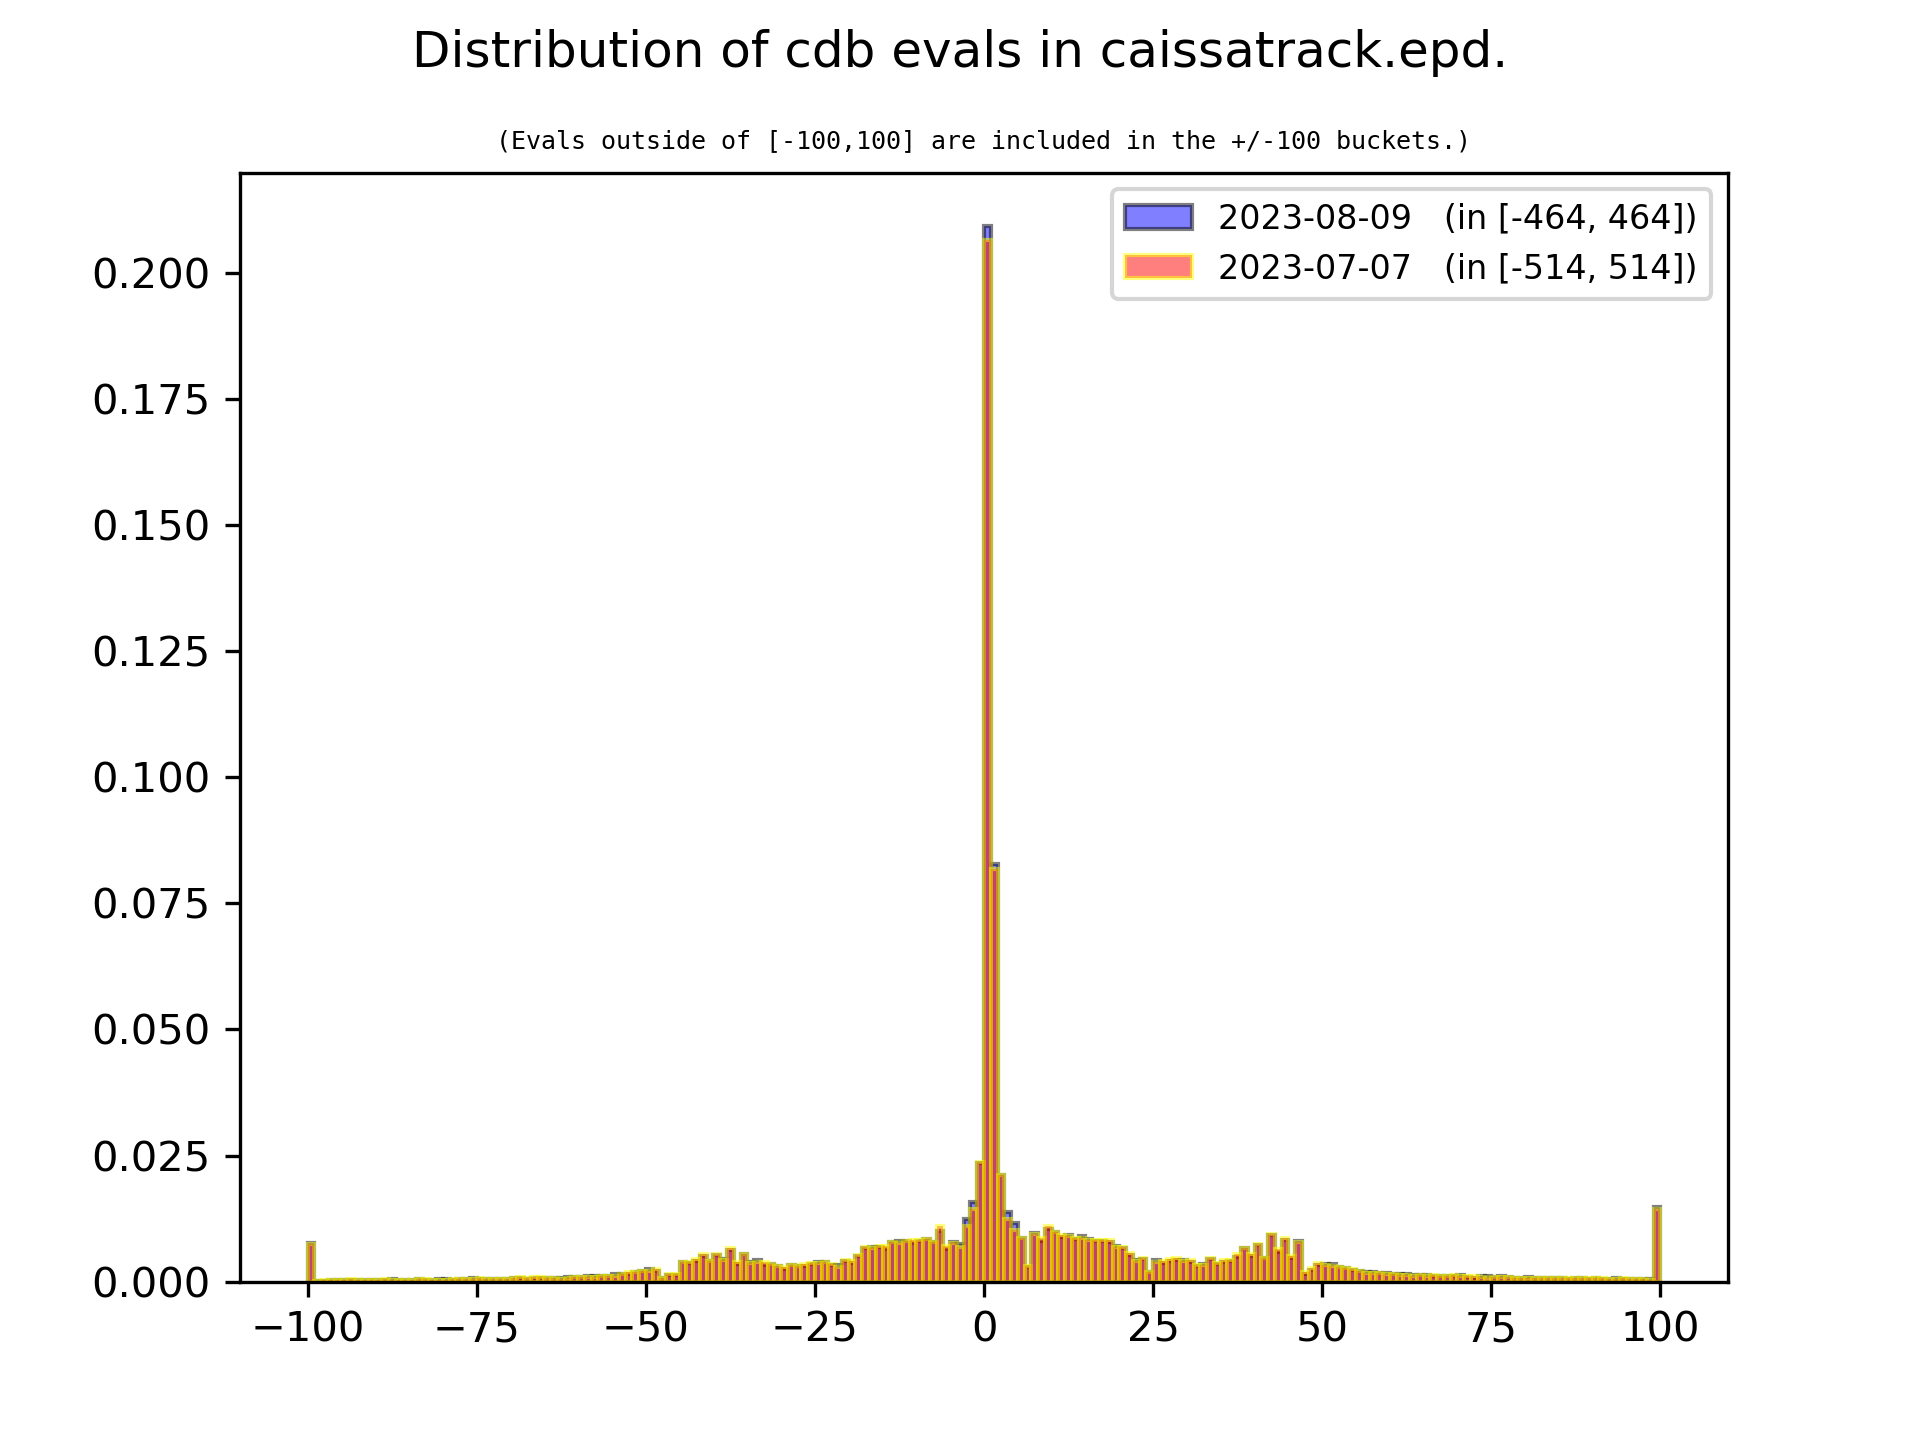 Distribution of cdb evals in caissatrack.epd.
(Evals outside of [-100,100] are included in the +/-100 buckets.)
2023-08-09   (in [-464, 464])
2023-07-07   (in [-514, 514])
0.200
0.175
0.150
0.125
0.100
0.075
0.050
0.025
0.000
−100 −75 −50 −25 0 25 50 75 100